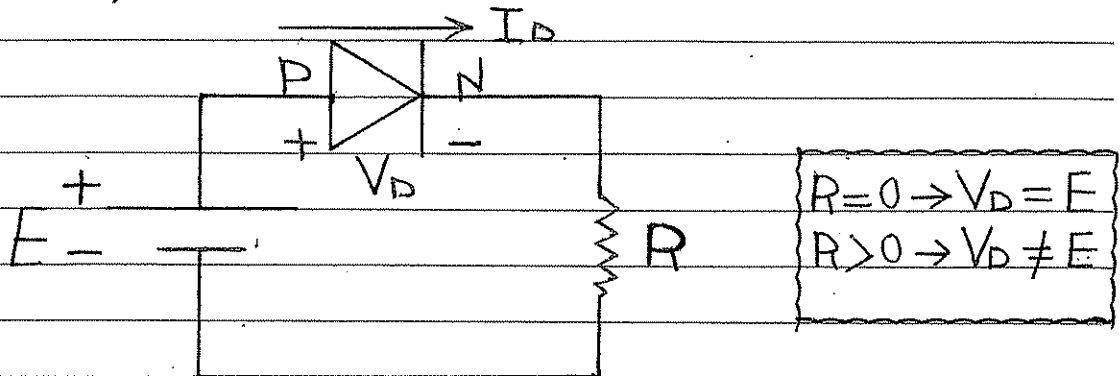 I_D
P N
+ -
V_D
+
E -
R
R=0 → V_D = E
R>0 → V_D ≠ E